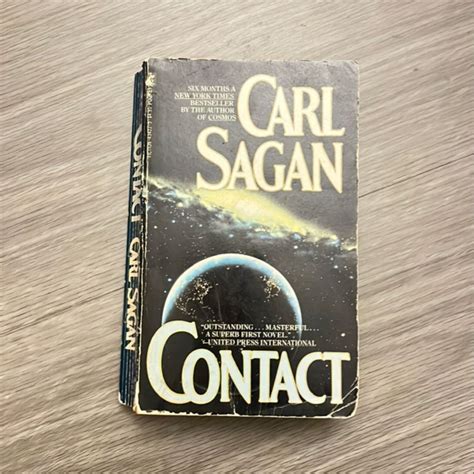 SIX MONTHS A
NEW YORK TIMES
BESTSELLER
BY THE AUTHOR
OF COSMOS
CARL
SAGAN
"OUTSTANDING . . . MASTERFUL . . .
A SUPERB FIRST NOVEL."
—UNITED PRESS INTERNATIONAL
CONTACT
CONTACT CARL SAGAN